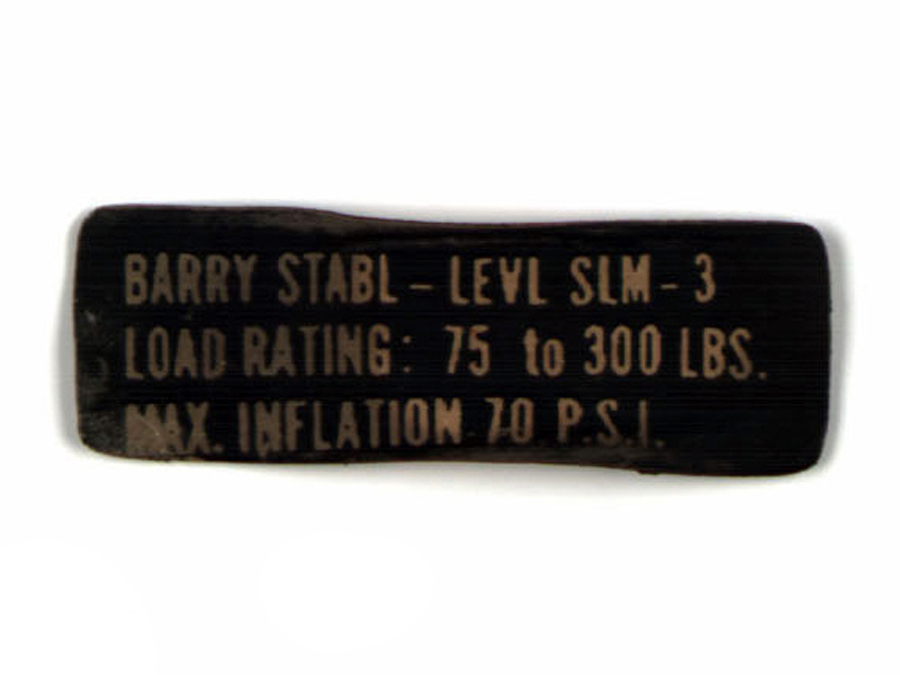 BARRY STABL - LEVL SLM - 3
LOAD RATING: 75 to 300 LBS.
MAX. INFLATION 70 P.S.I.